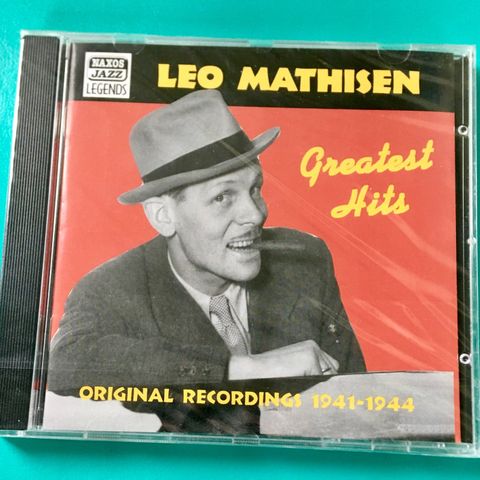 NAXOS
JAZZ
LEGENDS
LEO MATHISEN
Greatest
Hits
ORIGINAL RECORDINGS 1941-1944